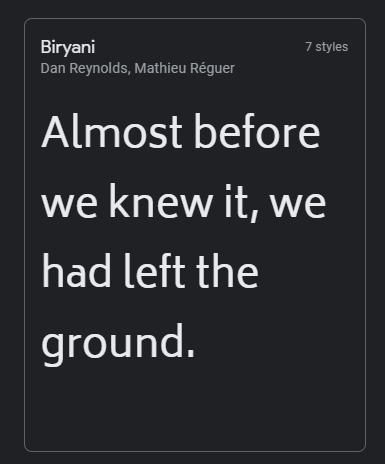 Biryani
7 styles
Dan Reynolds, Mathieu Réguer
Almost before
we knew it, we
had left the
ground.